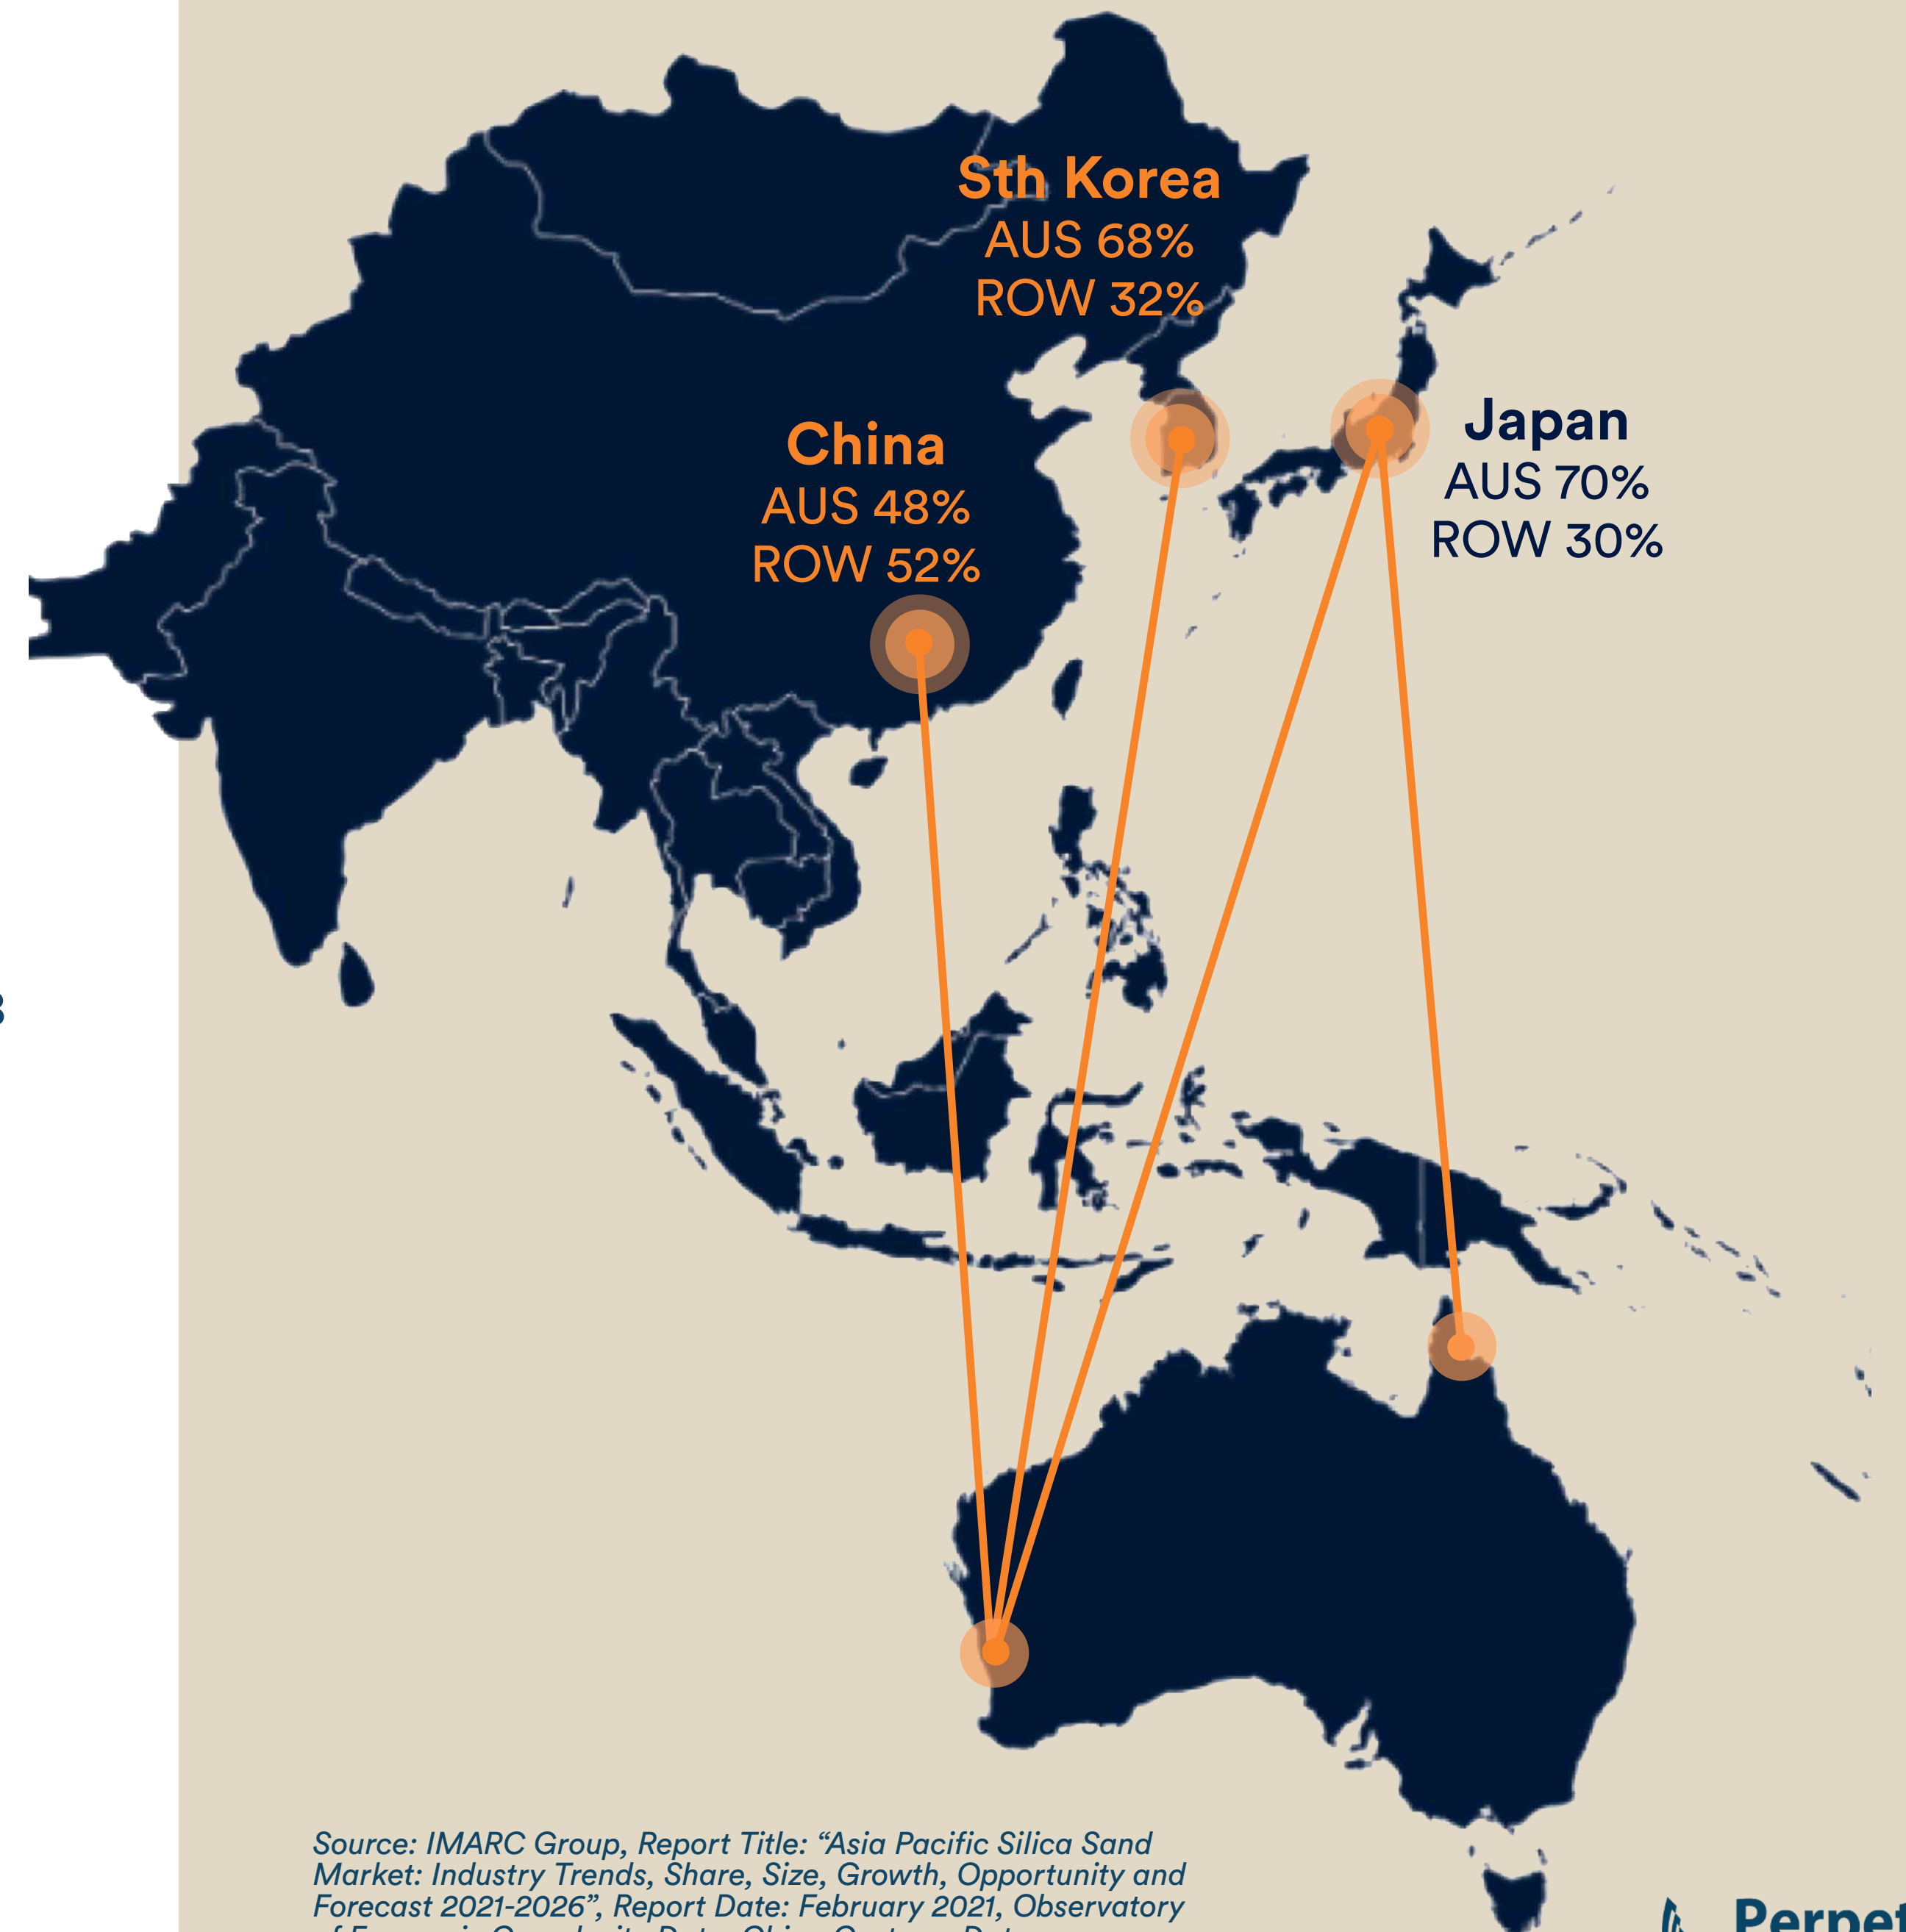 Sth Korea
AUS 68%
ROW 32%
China
AUS 48%
ROW 52%
Japan
AUS 70%
ROW 30%
Source: IMARC Group, Report Title: “Asia Pacific Silica Sand
Market: Industry Trends, Share, Size, Growth, Opportunity and
Forecast 2021-2026”, Report Date: February 2021, Observatory
Perpet